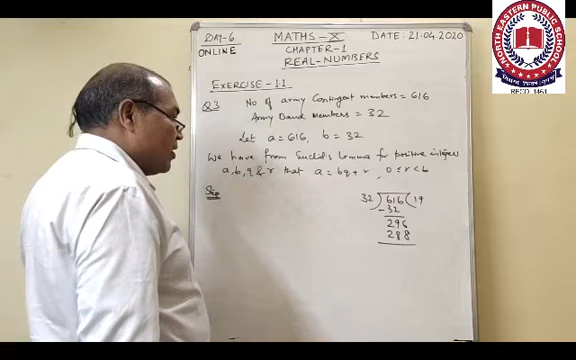 DAY-6
ONLINE
MATHS-X
CHAPTER-1
REAL-NUMBERS
DATE: 21.04.2020
EXERCISE-1.1
Q3 No of army Contingent members = 616
Army Band Members = 32
Let a = 616, b = 32
We have from Euclid's Lemma for positive integers
a, b, q & r that a = bq + r, 0 ≤ r < b
Step
32 ) 616 ( 19
-32
296
288
NORTH EASTERN PUBLIC SCHOOL
REGD. 1461